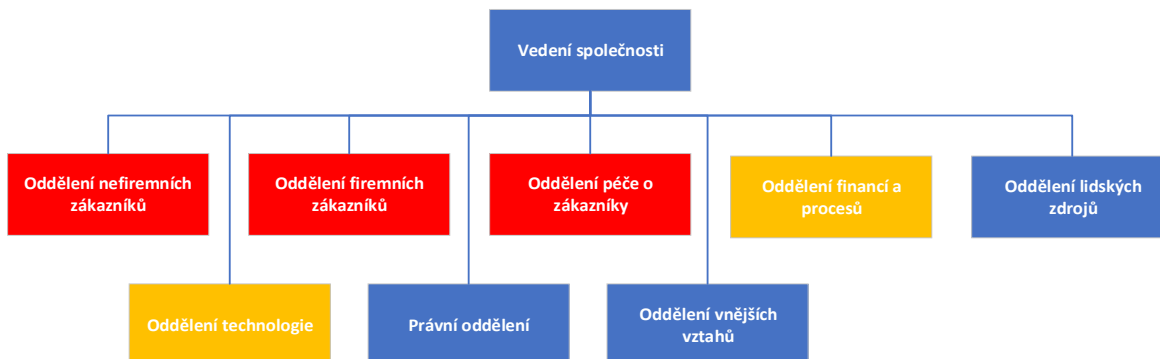 Vedení společnosti
Oddělení nefiremních
zákazníků
Oddělení firemních
zákazníků
Oddělení péče o
zákazníky
Oddělení financí a
procesů
Oddělení lidských
zdrojů
Oddělení technologie
Právní oddělení
Oddělení vnějších
vztahů